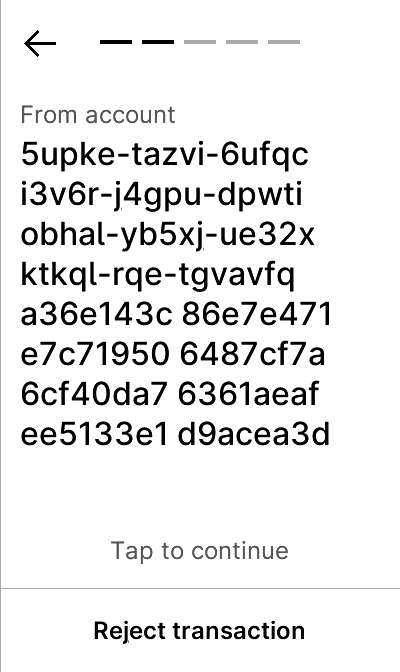 From account
5upke-tazvi-6ufqc
i3v6r-j4gpu-dpwti
obhal-yb5xj-ue32x
ktkql-rqe-tgvavfq
a36e143c 86e7e471
e7c71950 6487cf7a
6cf40da7 6361aeaf
ee5133e1 d9acea3d
Tap to continue
Reject transaction